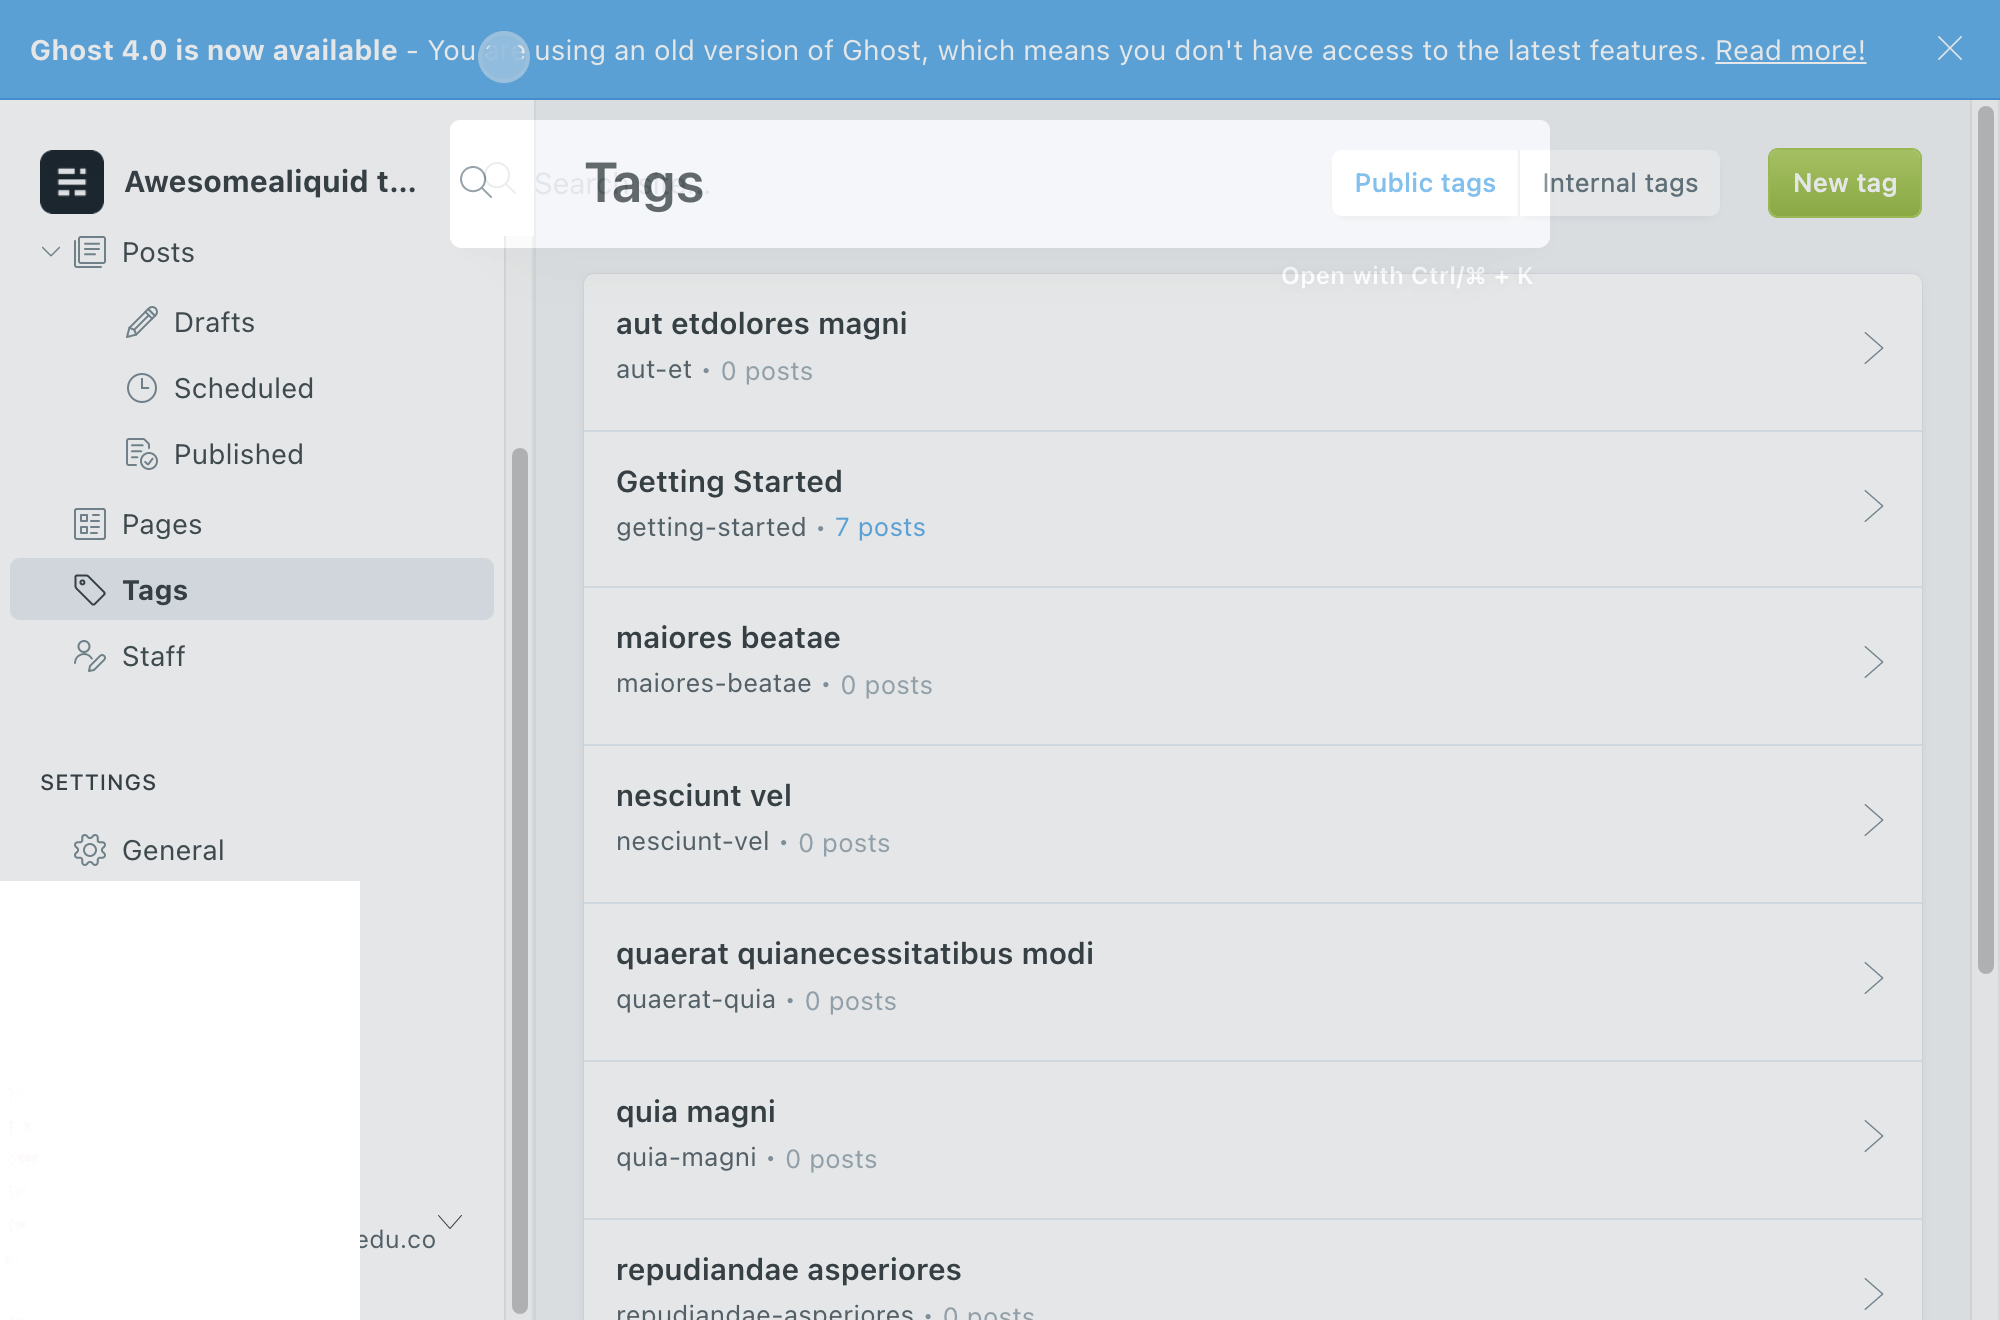 Ghost 4.0 is now available - You are using an old version of Ghost, which means you don't have access to the latest features. Read more!
Awesomealiquid t...
Posts
Drafts
Scheduled
Published
Pages
Tags
Staff
SETTINGS
General
edu.co
Search site...
Tags
Public tags
Internal tags
New tag
Open with Ctrl/⌘ + K
aut etdolores magni
aut-et • 0 posts
Getting Started
getting-started • 7 posts
maiores beatae
maiores-beatae • 0 posts
nesciunt vel
nesciunt-vel • 0 posts
quaerat quianecessitatibus modi
quaerat-quia • 0 posts
quia magni
quia-magni • 0 posts
repudiandae asperiores
repudiandae-asperiores • 0 posts